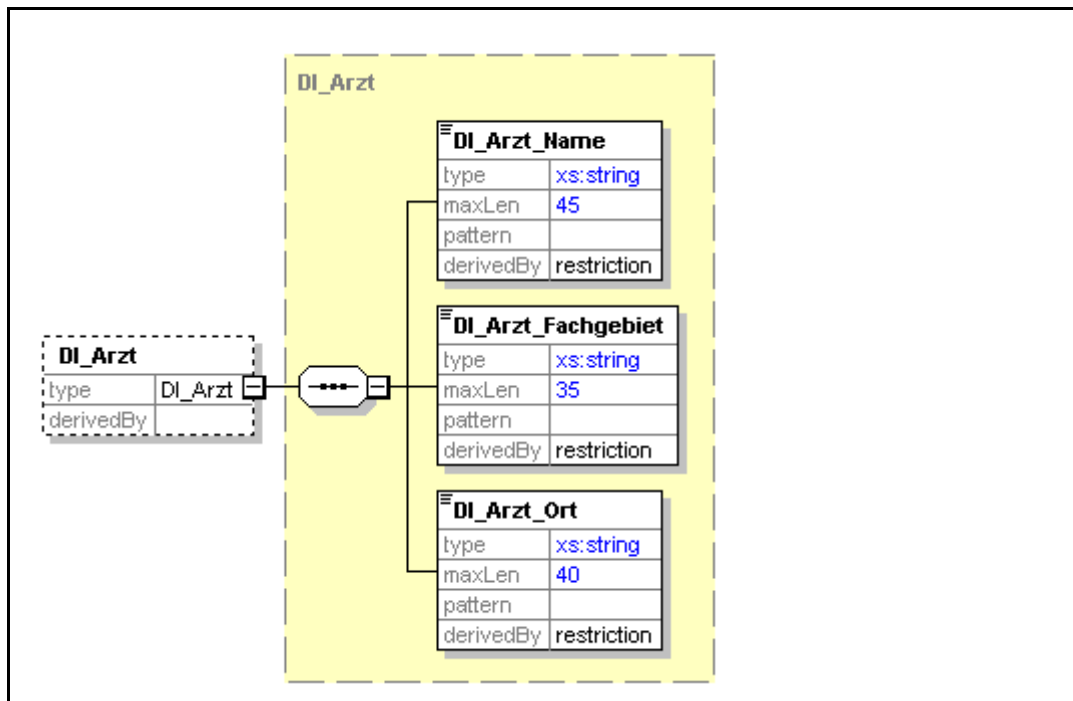 DI_Arzt
DI_Arzt_Name
type xs:string
maxLen 45
pattern
derivedBy restriction
DI_Arzt_Fachgebiet
type xs:string
maxLen 35
pattern
derivedBy restriction
DI_Arzt
type DI_Arzt
derivedBy
DI_Arzt_Ort
type xs:string
maxLen 40
pattern
derivedBy restriction